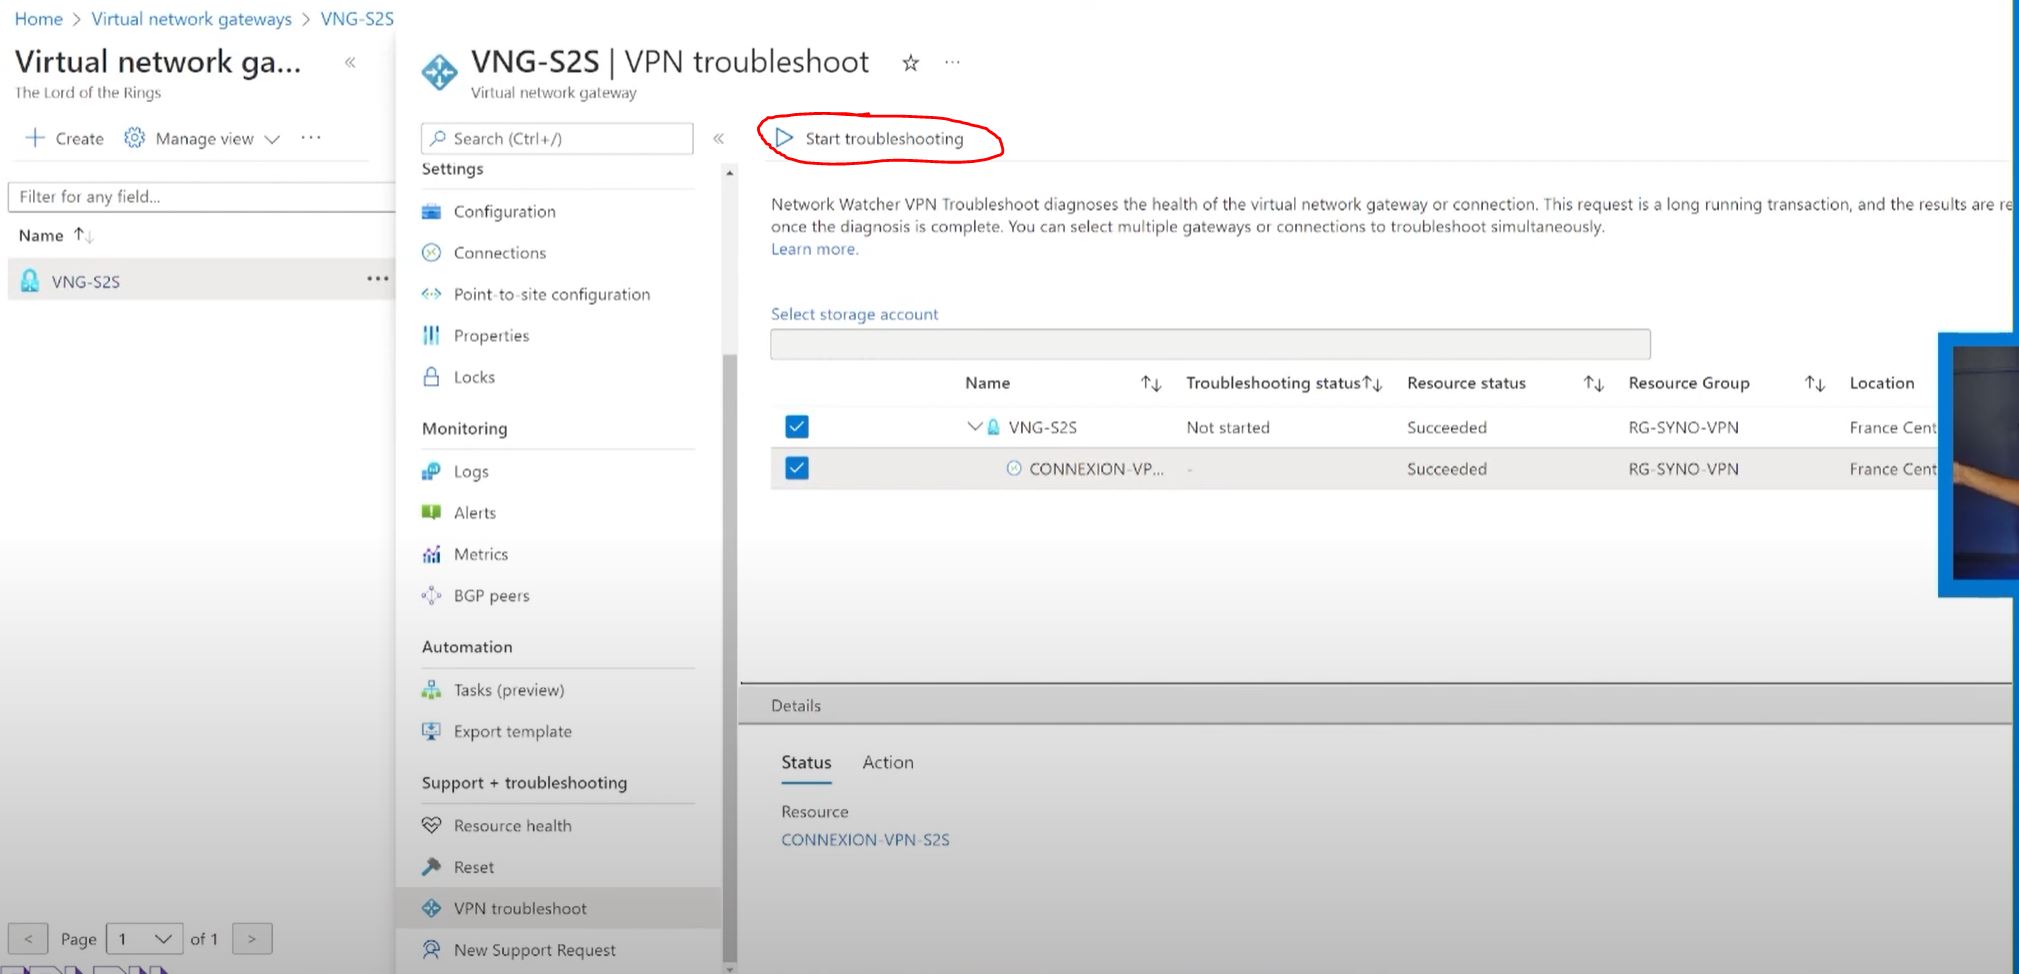 Home > Virtual network gateways > VNG-S2S
Virtual network ga... «
The Lord of the Rings
+ Create Manage view ...
Filter for any field...
Name ↑↓
VNG-S2S ...
< Page 1 of 1 >
VNG-S2S | VPN troubleshoot ☆ ...
Virtual network gateway
Search (Ctrl+/) «
Settings
Configuration
Connections
Point-to-site configuration
Properties
Locks
Monitoring
Logs
Alerts
Metrics
BGP peers
Automation
Tasks (preview)
Export template
Support + troubleshooting
Resource health
Reset
VPN troubleshoot
New Support Request
Start troubleshooting
Network Watcher VPN Troubleshoot diagnoses the health of the virtual network gateway or connection. This request is a long running transaction, and the results are re
once the diagnosis is complete. You can select multiple gateways or connections to troubleshoot simultaneously.
Learn more.
Select storage account
Name ↑↓ Troubleshooting status ↑↓ Resource status ↑↓ Resource Group ↑↓ Location
VNG-S2S Not started Succeeded RG-SYNO-VPN France Cent
CONNEXION-VP... - Succeeded RG-SYNO-VPN France Cent
Details
Status Action
Resource
CONNEXION-VPN-S2S